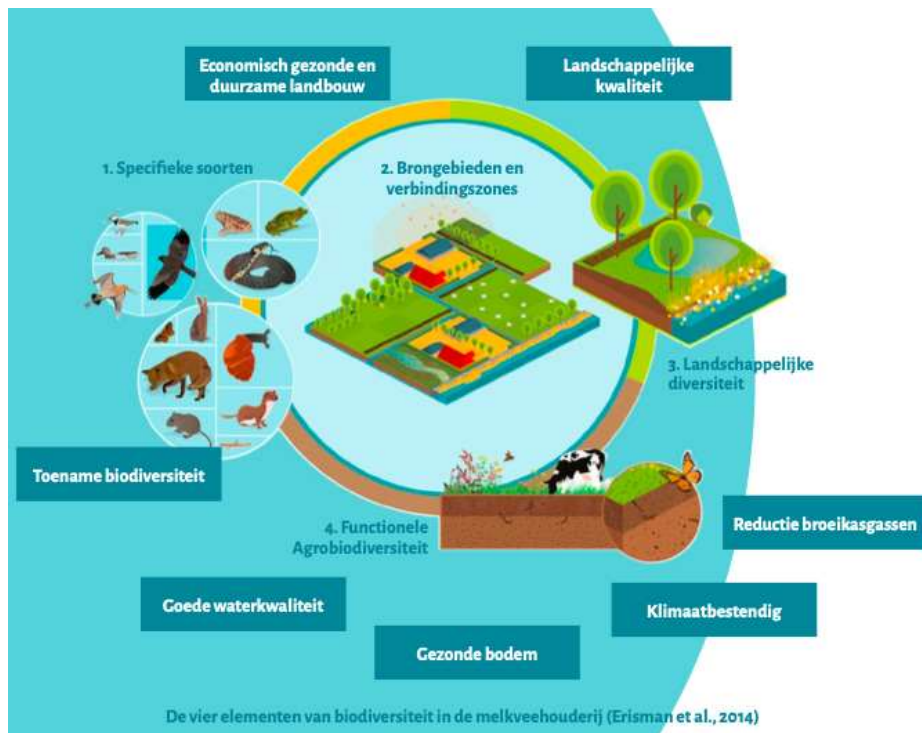 Economisch gezonde en
duurzame landbouw
Landschappelijke
kwaliteit
1. Specifieke soorten
2. Brongebieden en
verbindingszones
3. Landschappelijke
diversiteit
Toename biodiversiteit
4. Functionele
Agrobiodiversiteit
Reductie broeikasgassen
Goede waterkwaliteit
Klimaatbestendig
Gezonde bodem
De vier elementen van biodiversiteit in de melkveehouderij (Erisman et al., 2014)